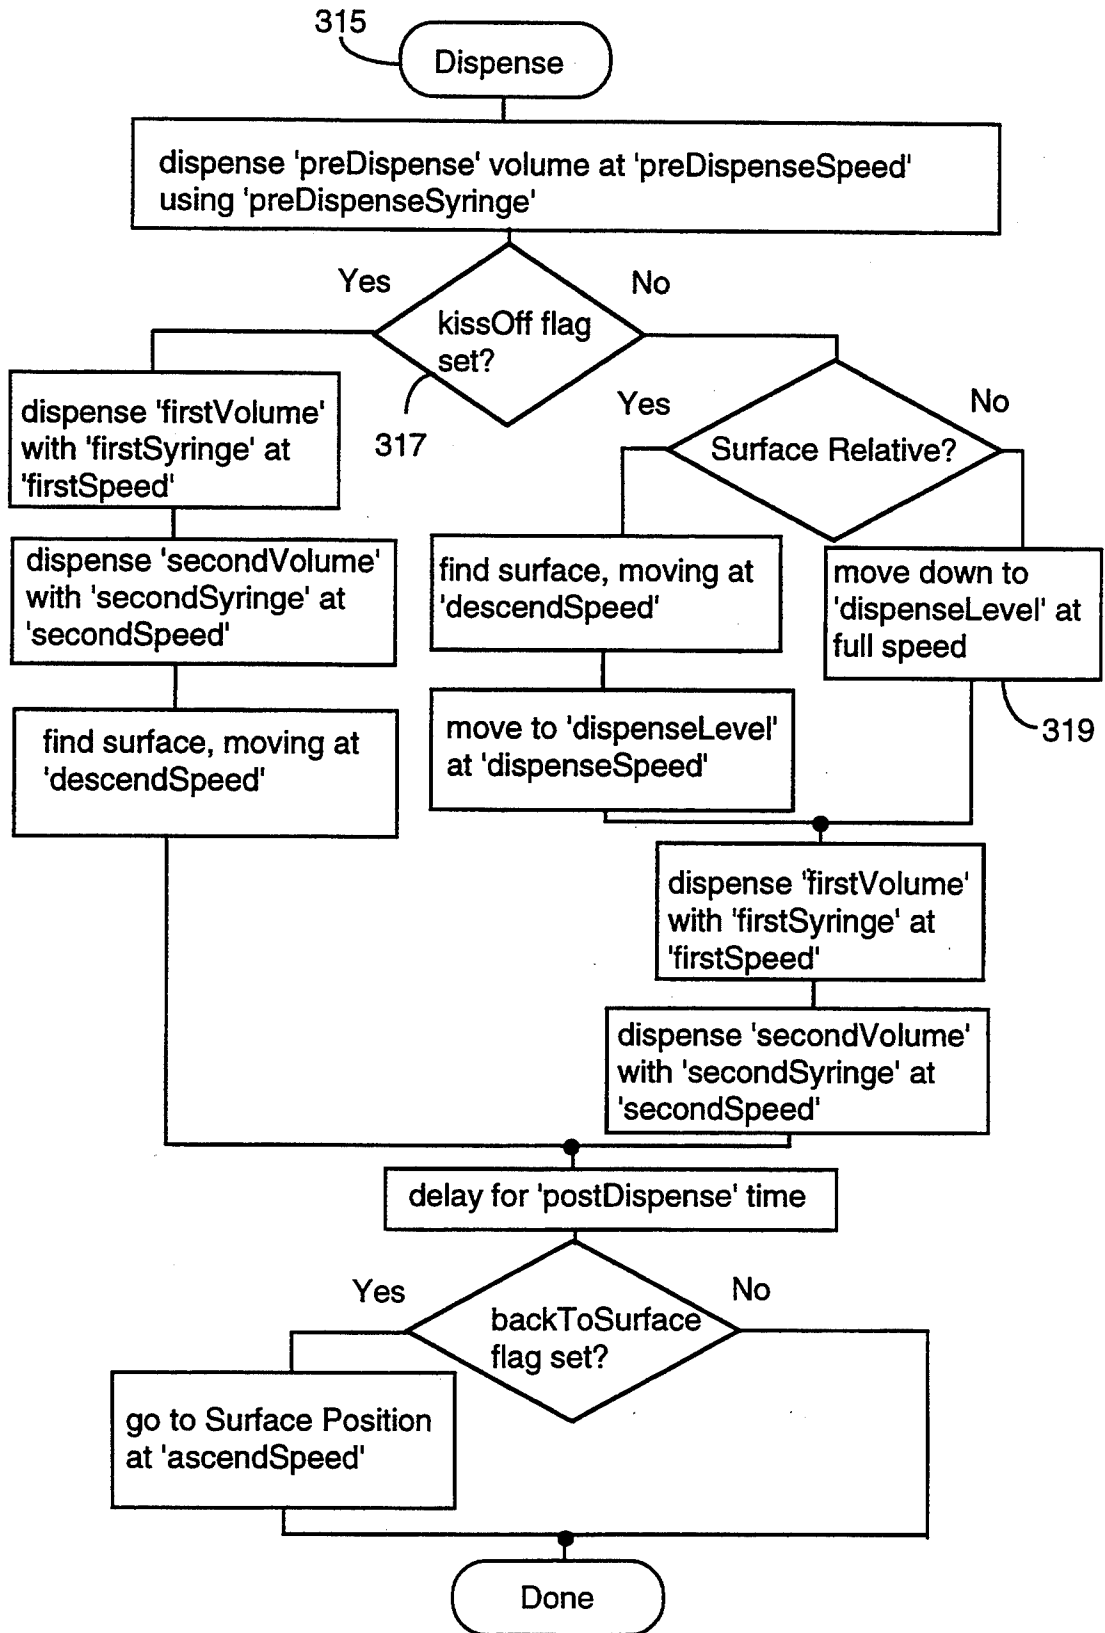 315
Dispense
dispense 'preDispense' volume at 'preDispenseSpeed'
using 'preDispenseSyringe'
Yes
No
kissOff flag
set?
317
dispense 'firstVolume'
with 'firstSyringe' at
'firstSpeed'
dispense 'secondVolume'
with 'secondSyringe' at
'secondSpeed'
find surface, moving at
'descendSpeed'
Yes
No
Surface Relative?
find surface, moving at
'descendSpeed'
move to 'dispenseLevel'
at 'dispenseSpeed'
move down to
'dispenseLevel' at
full speed
319
dispense 'firstVolume'
with 'firstSyringe' at
'firstSpeed'
dispense 'secondVolume'
with 'secondSyringe' at
'secondSpeed'
delay for 'postDispense' time
Yes
No
backToSurface
flag set?
go to Surface Position
at 'ascendSpeed'
Done